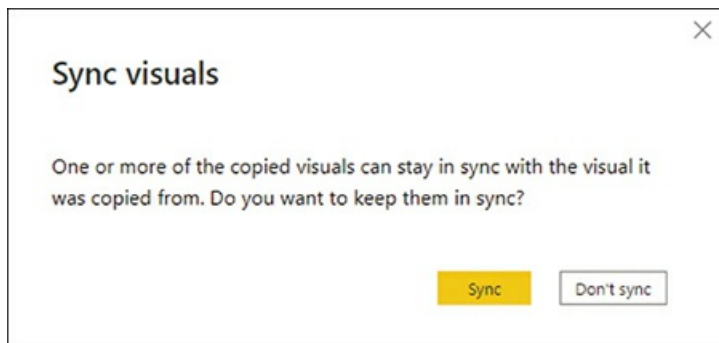 Sync visuals
One or more of the copied visuals can stay in sync with the visual it
was copied from. Do you want to keep them in sync?
Sync
Don't sync